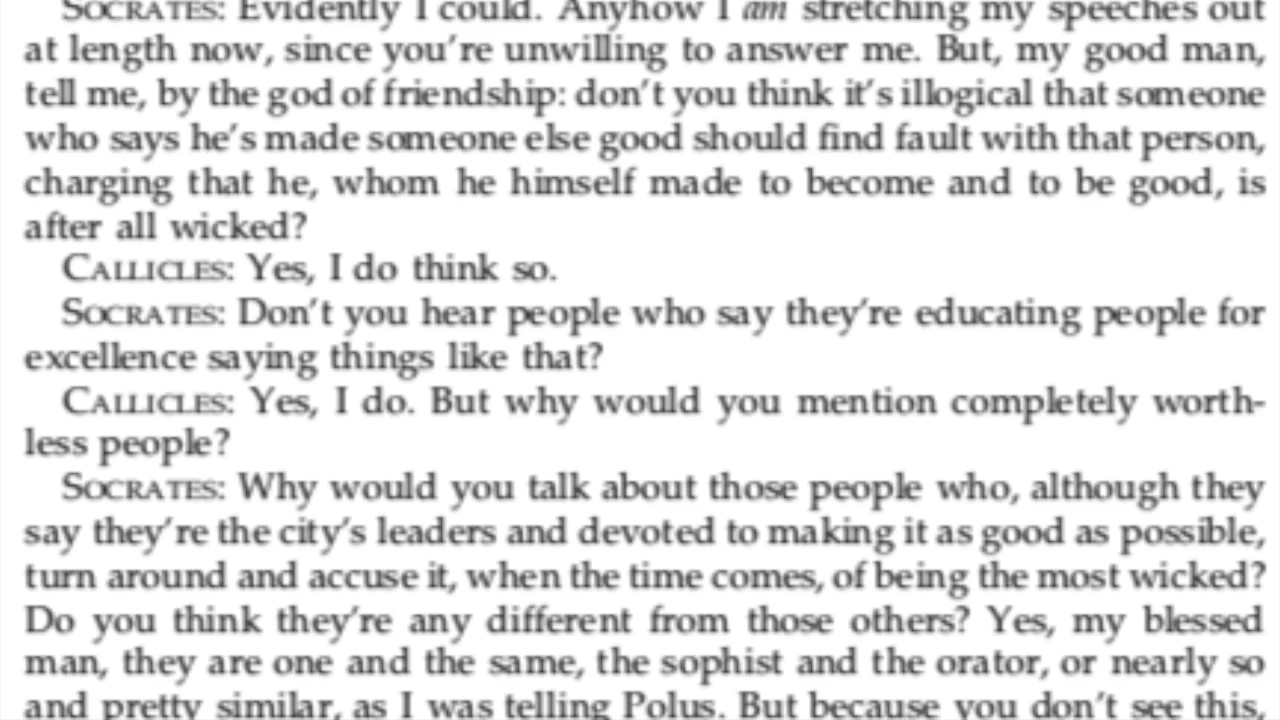 SOCRATES: Evidently I could. Anyhow I am stretching my speeches out
at length now, since you're unwilling to answer me. But, my good man,
tell me, by the god of friendship: don't you think it's illogical that someone
who says he's made someone else good should find fault with that person,
charging that he, whom he himself made to become and to be good, is
after all wicked?
CALLICLES: Yes, I do think so.
SOCRATES: Don't you hear people who say they're educating people for
excellence saying things like that?
CALLICLES: Yes, I do. But why would you mention completely worth-
less people?
SOCRATES: Why would you talk about those people who, although they
say they're the city's leaders and devoted to making it as good as possible,
turn around and accuse it, when the time comes, of being the most wicked?
Do you think they're any different from those others? Yes, my blessed
man, they are one and the same, the sophist and the orator, or nearly so
and pretty similar, as I was telling Polus. But because you don't see this,